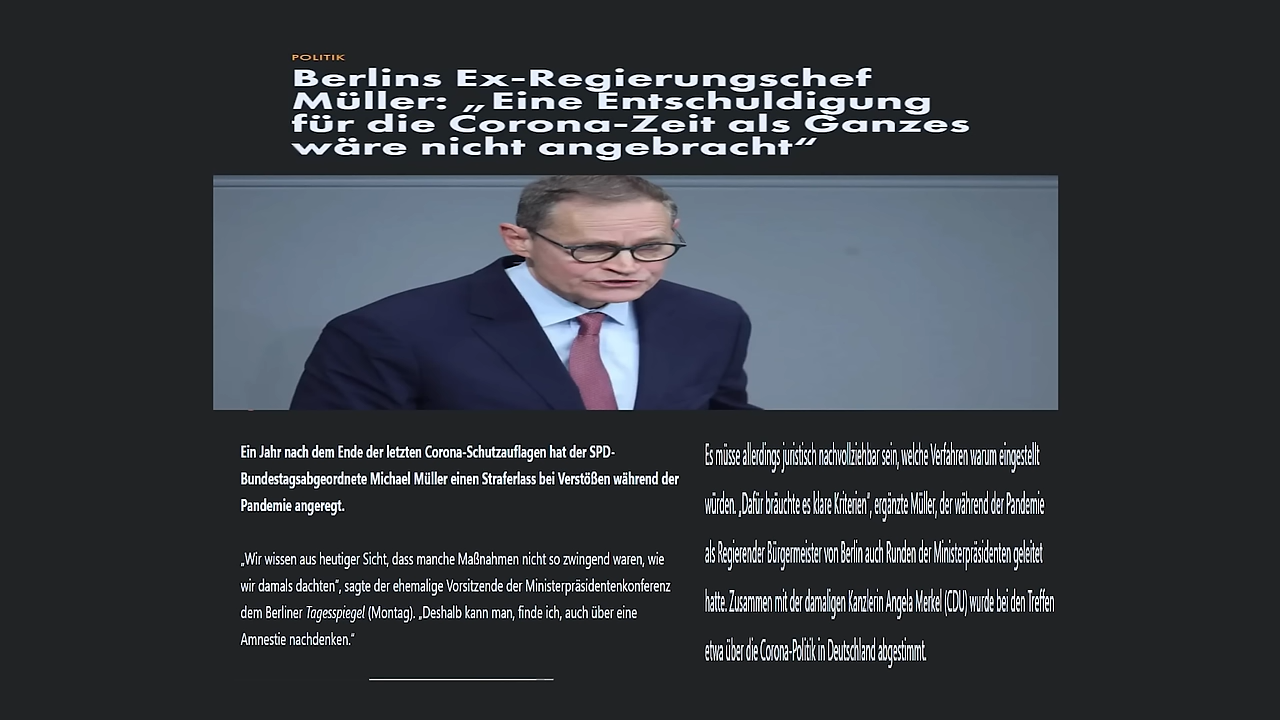 POLITIK
Berlins Ex-Regierungschef
Müller: „Eine Entschuldigung
für die Corona-Zeit als Ganzes
wäre nicht angebracht“
Ein Jahr nach dem Ende der letzten Corona-Schutzauflagen hat der SPD-
Bundestagsabgeordnete Michael Müller einen Straferlass bei Verstößen während der
Pandemie angeregt.
„Wir wissen aus heutiger Sicht, dass manche Maßnahmen nicht so zwingend waren, wie
wir damals dachten“, sagte der ehemalige Vorsitzende der Ministerpräsidentenkonferenz
dem Berliner Tagesspiegel (Montag). „Deshalb kann man, finde ich, auch über eine
Amnestie nachdenken.“
Es müsse allerdings juristisch nachvollziehbar sein, welche Verfahren warum eingestellt
würden. „Dafür bräuchte es klare Kriterien“, ergänzte Müller, der während der Pandemie
als Regierender Bürgermeister von Berlin auch Runden der Ministerpräsidenten geleitet
hatte. Zusammen mit der damaligen Kanzlerin Angela Merkel (CDU) wurde bei den Treffen
etwa über die Corona-Politik in Deutschland abgestimmt.